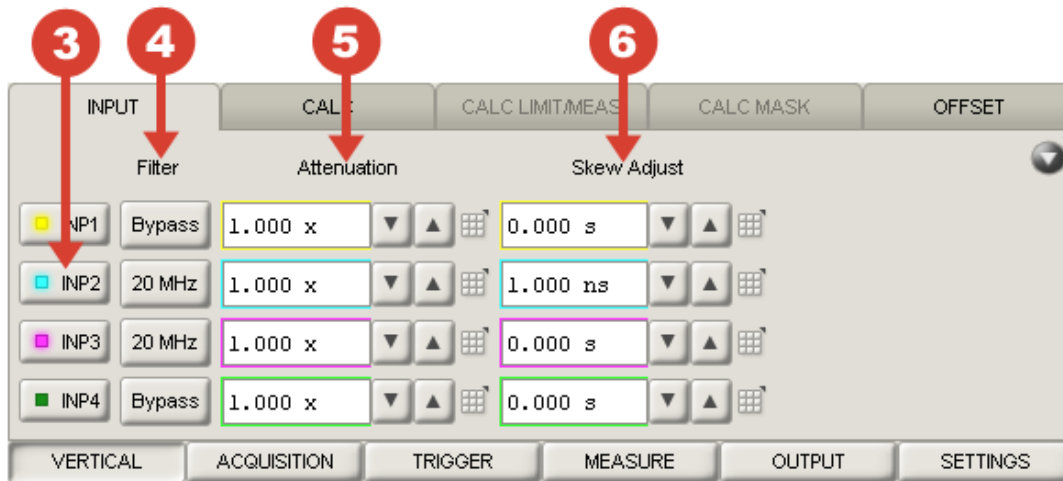 3 4 5 6
INPUT CALC CALC LIMIT/MEAS CALC MASK OFFSET
Filter Attenuation Skew Adjust
INP1 Bypass 1.000 x 0.000 s
INP2 20 MHz 1.000 x 1.000 ns
INP3 20 MHz 1.000 x 0.000 s
INP4 Bypass 1.000 x 0.000 s
VERTICAL ACQUISITION TRIGGER MEASURE OUTPUT SETTINGS